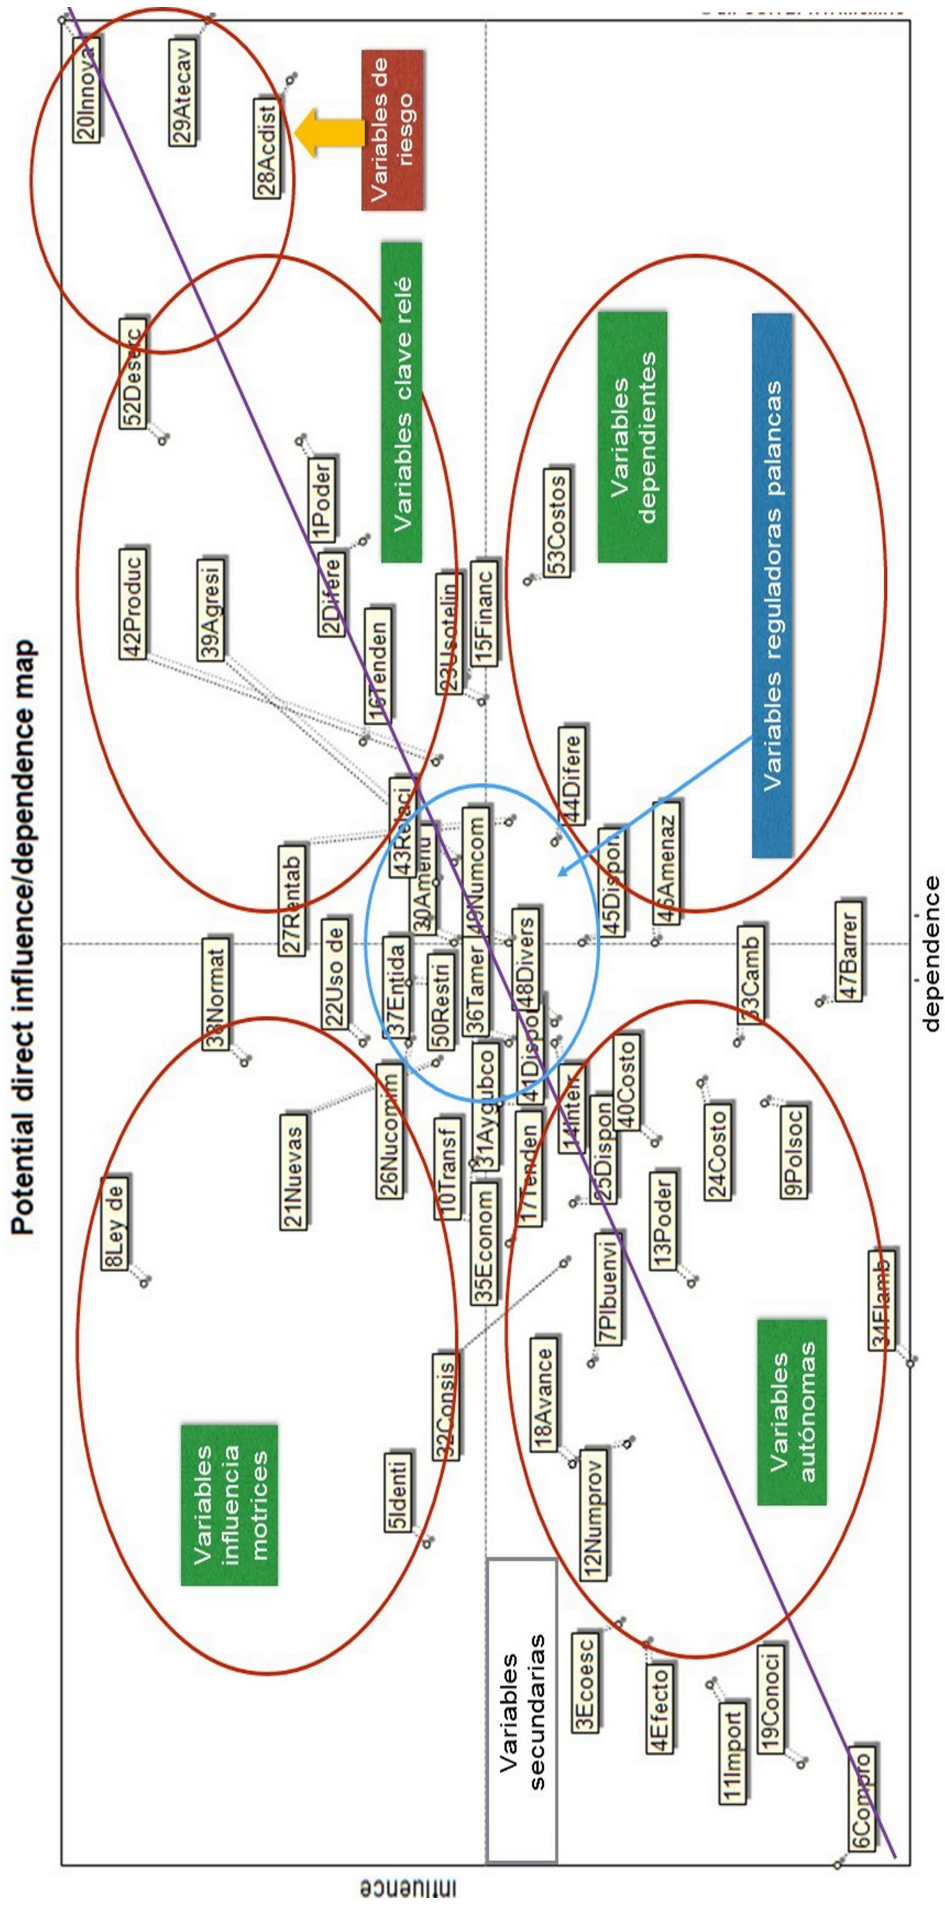 Potential direct influence/dependence map
influence
dependence
8Ley de
33Normat
42Produc
52Deserc
20Innova
29Atecav
39Agresi
28Acdist
Variables
influencia
motrices
21Nuevas
22Uso de
27Rentab
2Difere
1Poder
Variables de
riesgo
5Identi
26Nucomim
37Entida
43Relaci
16Tenden
Variables clave relé
32Consis
10Transf
50Restri
30Amenu
23Usotelin
35Econom
31Aygubco
36Tamer
49Numcom
15Financ
Variables
secundarias
18Avance
17Tenden
41Dispo
48Divers
44Difere
53Costos
3Ecoesc
12Numprov
7Plbuenvi
25Dispon
14Inter
40Costo
45Dispon
Variables
dependientes
4Efecto
13Poder
46Amenaz
11Import
24Costo
Variables reguladoras palancas
19Conoci
Variables
autónomas
9Polsoc
47Barrer
6Compro
34Flamb